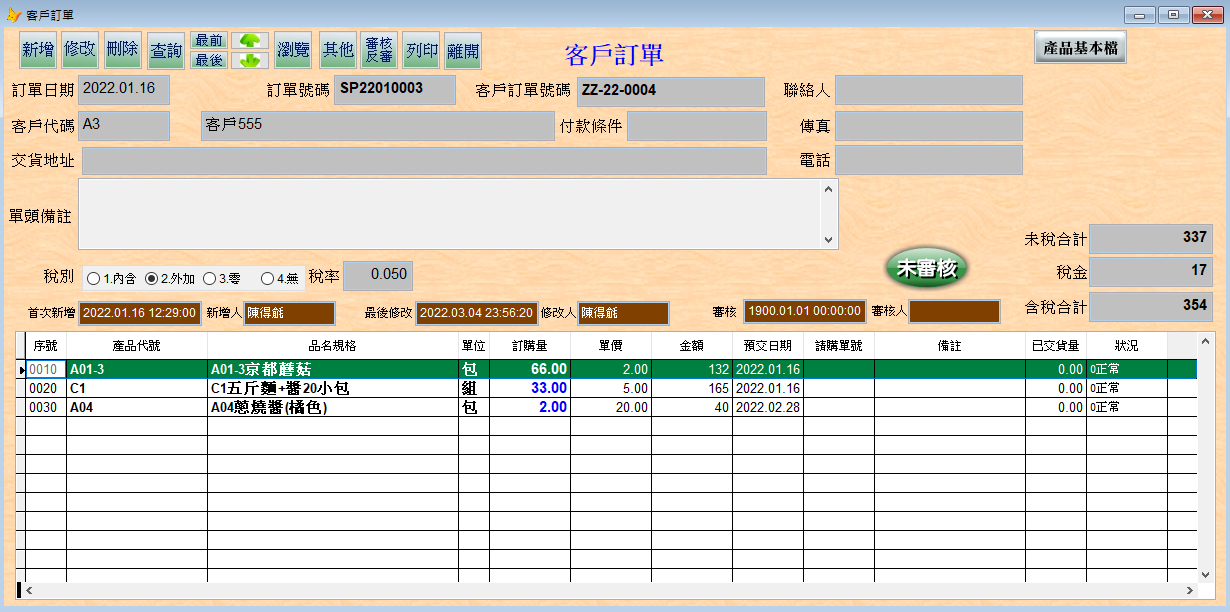 客戶訂單
新增 修改 刪除 查詢 最前 最後 瀏覽 其他 審核 反審 列印 離開
客戶訂單
產品基本檔
訂單日期 2022.01.16 訂單號碼 SP22010003 客戶訂單號碼 ZZ-22-0004 聯絡人
客戶代碼 A3 客戶555 付款條件 傳真
交貨地址 電話
單頭備註
未稅合計 337
稅別 1.內含 2.外加 3.零 4.無 稅率 0.050 未審核 稅金 17
首次新增 2022.01.16 12:29:00 新增人 陳得毹 最後修改 2022.03.04 23:56:20 修改人 陳得毹 審核 1900.01.01 00:00:00 審核人 含稅合計 354
序號 產品代號 品名規格 單位 訂購量 單價 金額 預交日期 請購單號 備註 已交貨量 狀況
0010 A01-3 A01-3京都蘑菇 包 66.00 2.00 132 2022.01.16 0.00 0正常
0020 C1 C1五斤麵+醬20小包 組 33.00 5.00 165 2022.01.16 0.00 0正常
0030 A04 A04蔥燒醬(橘色) 包 2.00 20.00 40 2022.02.28 0.00 0正常